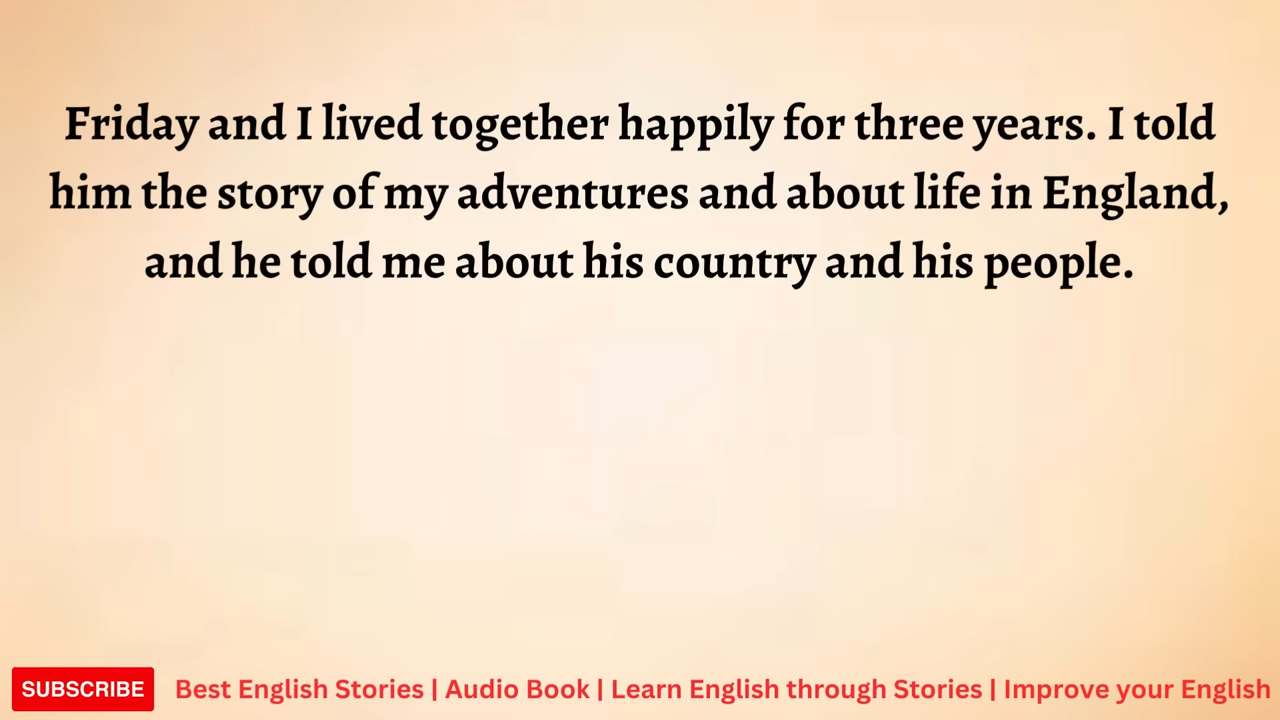 Friday and I lived together happily for three years. I told
him the story of my adventures and about life in England,
and he told me about his country and his people.
SUBSCRIBE
Best English Stories | Audio Book | Learn English through Stories | Improve your English